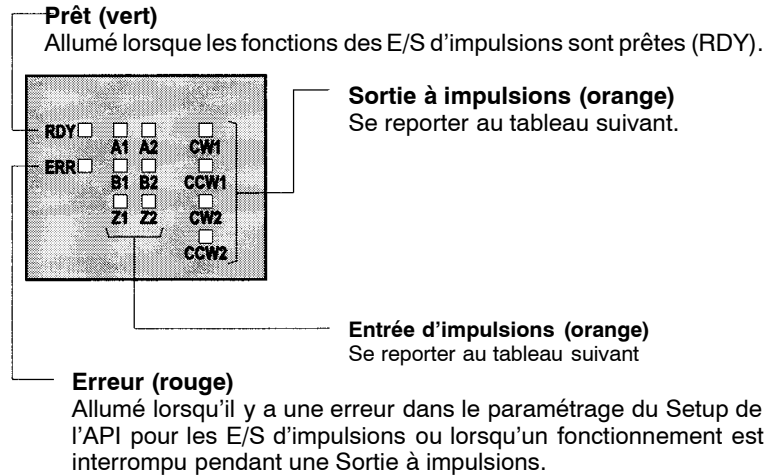 Prêt (vert)
Allumé lorsque les fonctions des E/S d'impulsions sont prêtes (RDY).
Sortie à impulsions (orange)
Se reporter au tableau suivant.
RDY
A1 A2
CW1
ERR
B1 B2
CCW1
Z1 Z2
CW2
CCW2
Entrée d'impulsions (orange)
Se reporter au tableau suivant
Erreur (rouge)
Allumé lorsqu'il y a une erreur dans le paramétrage du Setup de
l'API pour les E/S d'impulsions ou lorsqu'un fonctionnement est
interrompu pendant une Sortie à impulsions.